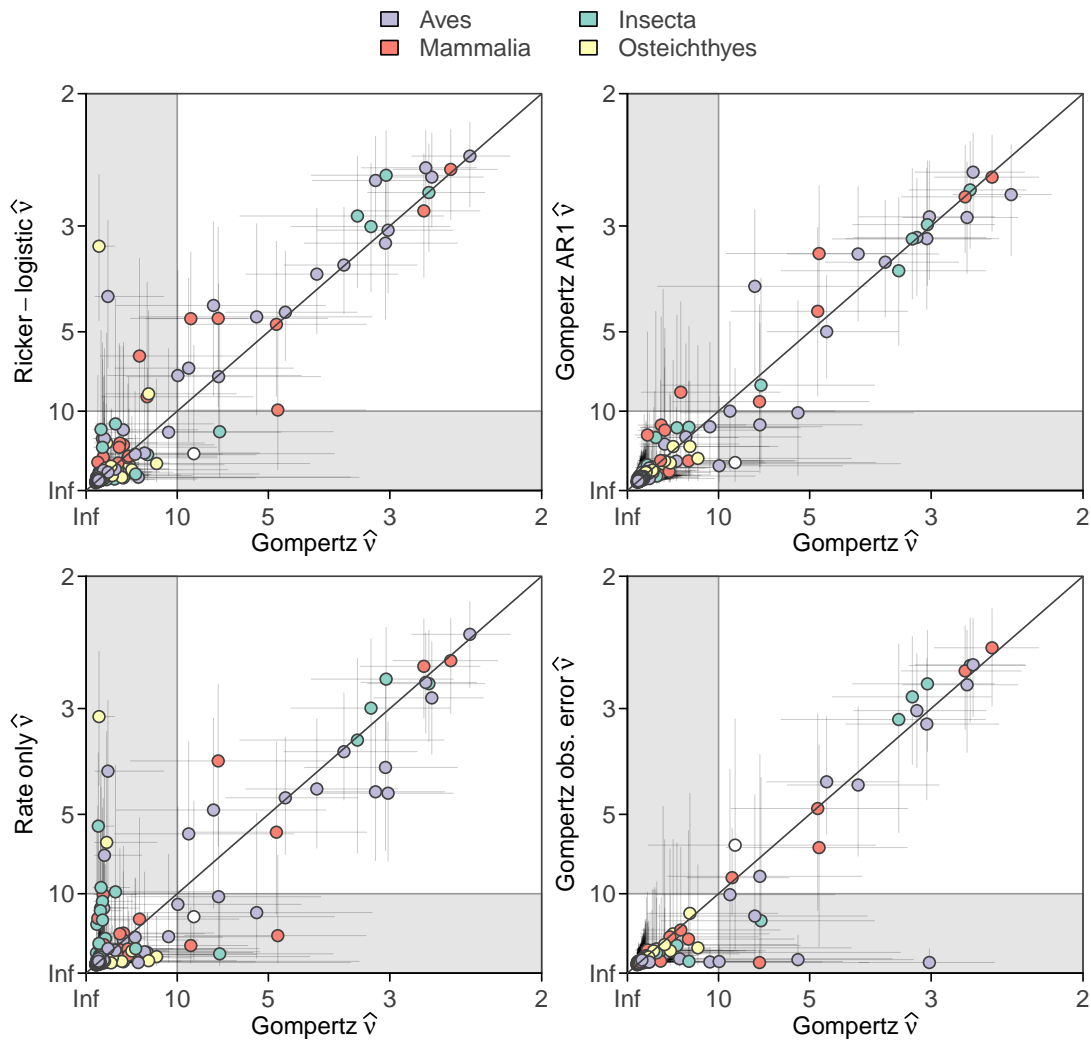 Aves Insecta
Mammalia Osteichthyes
2
3
5
10
Inf
Ricker – logistic ν̂
Inf 10 5 3 2
Gompertz ν̂
2
3
5
10
Inf
Gompertz AR1 ν̂
Inf 10 5 3 2
Gompertz ν̂
2
3
5
10
Inf
Rate only ν̂
Inf 10 5 3 2
Gompertz ν̂
2
3
5
10
Inf
Gompertz obs. error ν̂
Inf 10 5 3 2
Gompertz ν̂